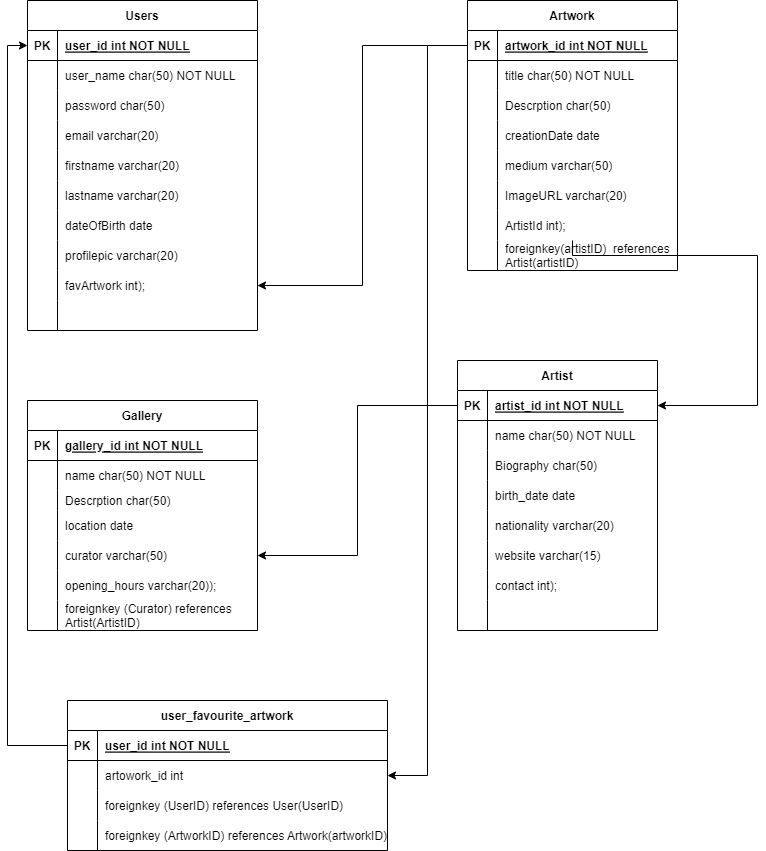 Users
PK user_id int NOT NULL
user_name char(50) NOT NULL
password char(50)
email varchar(20)
firstname varchar(20)
lastname varchar(20)
dateOfBirth date
profilepic varchar(20)
favArtwork int);
Artwork
PK artwork_id int NOT NULL
title char(50) NOT NULL
Descrption char(50)
creationDate date
medium varchar(50)
ImageURL varchar(20)
ArtistId int);
foreignkey(artistID) references
Artist(artistID)
Gallery
PK gallery_id int NOT NULL
name char(50) NOT NULL
Descrption char(50)
location date
curator varchar(50)
opening_hours varchar(20));
foreignkey (Curator) references
Artist(ArtistID)
Artist
PK artist_id int NOT NULL
name char(50) NOT NULL
Biography char(50)
birth_date date
nationality varchar(20)
website varchar(15)
contact int);
user_favourite_artwork
PK user_id int NOT NULL
artowork_id int
foreignkey (UserID) references User(UserID)
foreignkey (ArtworkID) references Artwork(artworkID)